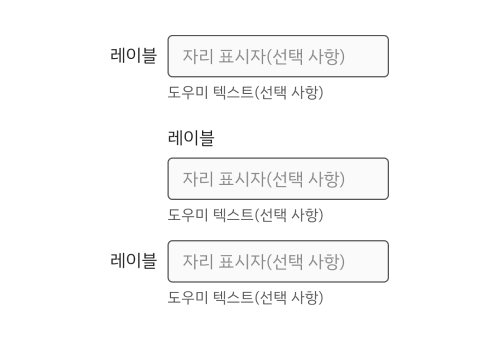 레이블 자리 표시자(선택 사항)
도우미 텍스트(선택 사항)
레이블
자리 표시자(선택 사항)
도우미 텍스트(선택 사항)
레이블 자리 표시자(선택 사항)
도우미 텍스트(선택 사항)